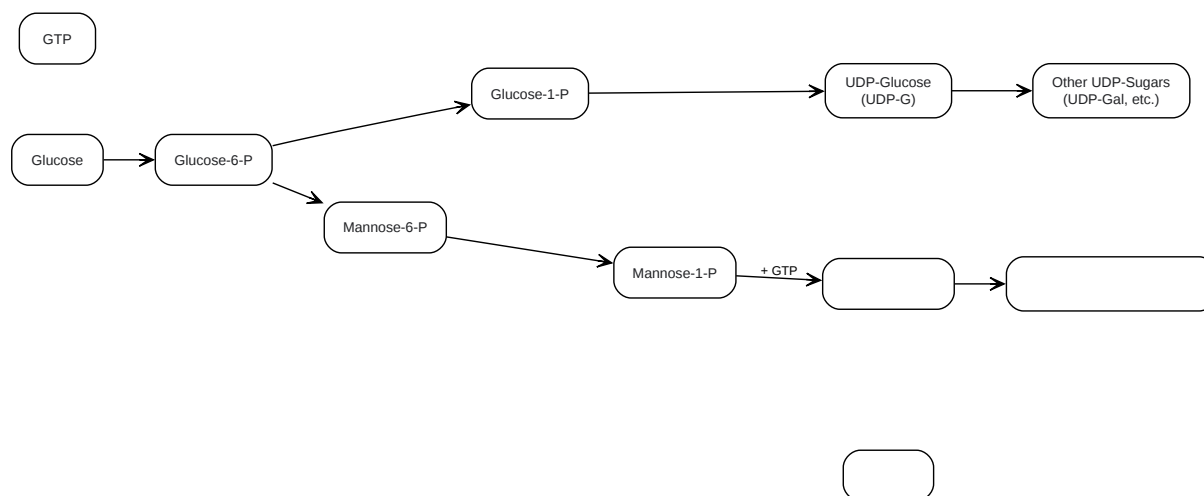 GTP
Glucose
Glucose-6-P
Glucose-1-P
UDP-Glucose
(UDP-G)
Other UDP-Sugars
(UDP-Gal, etc.)
Mannose-6-P
Mannose-1-P
+ GTP